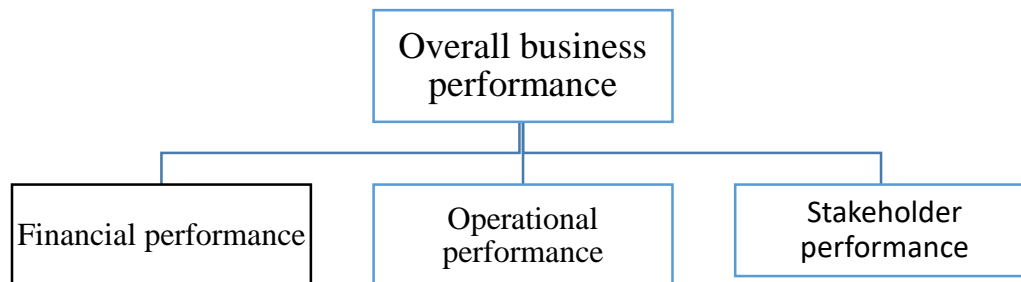 Overall business
performance
Financial performance
Operational
performance
Stakeholder
performance